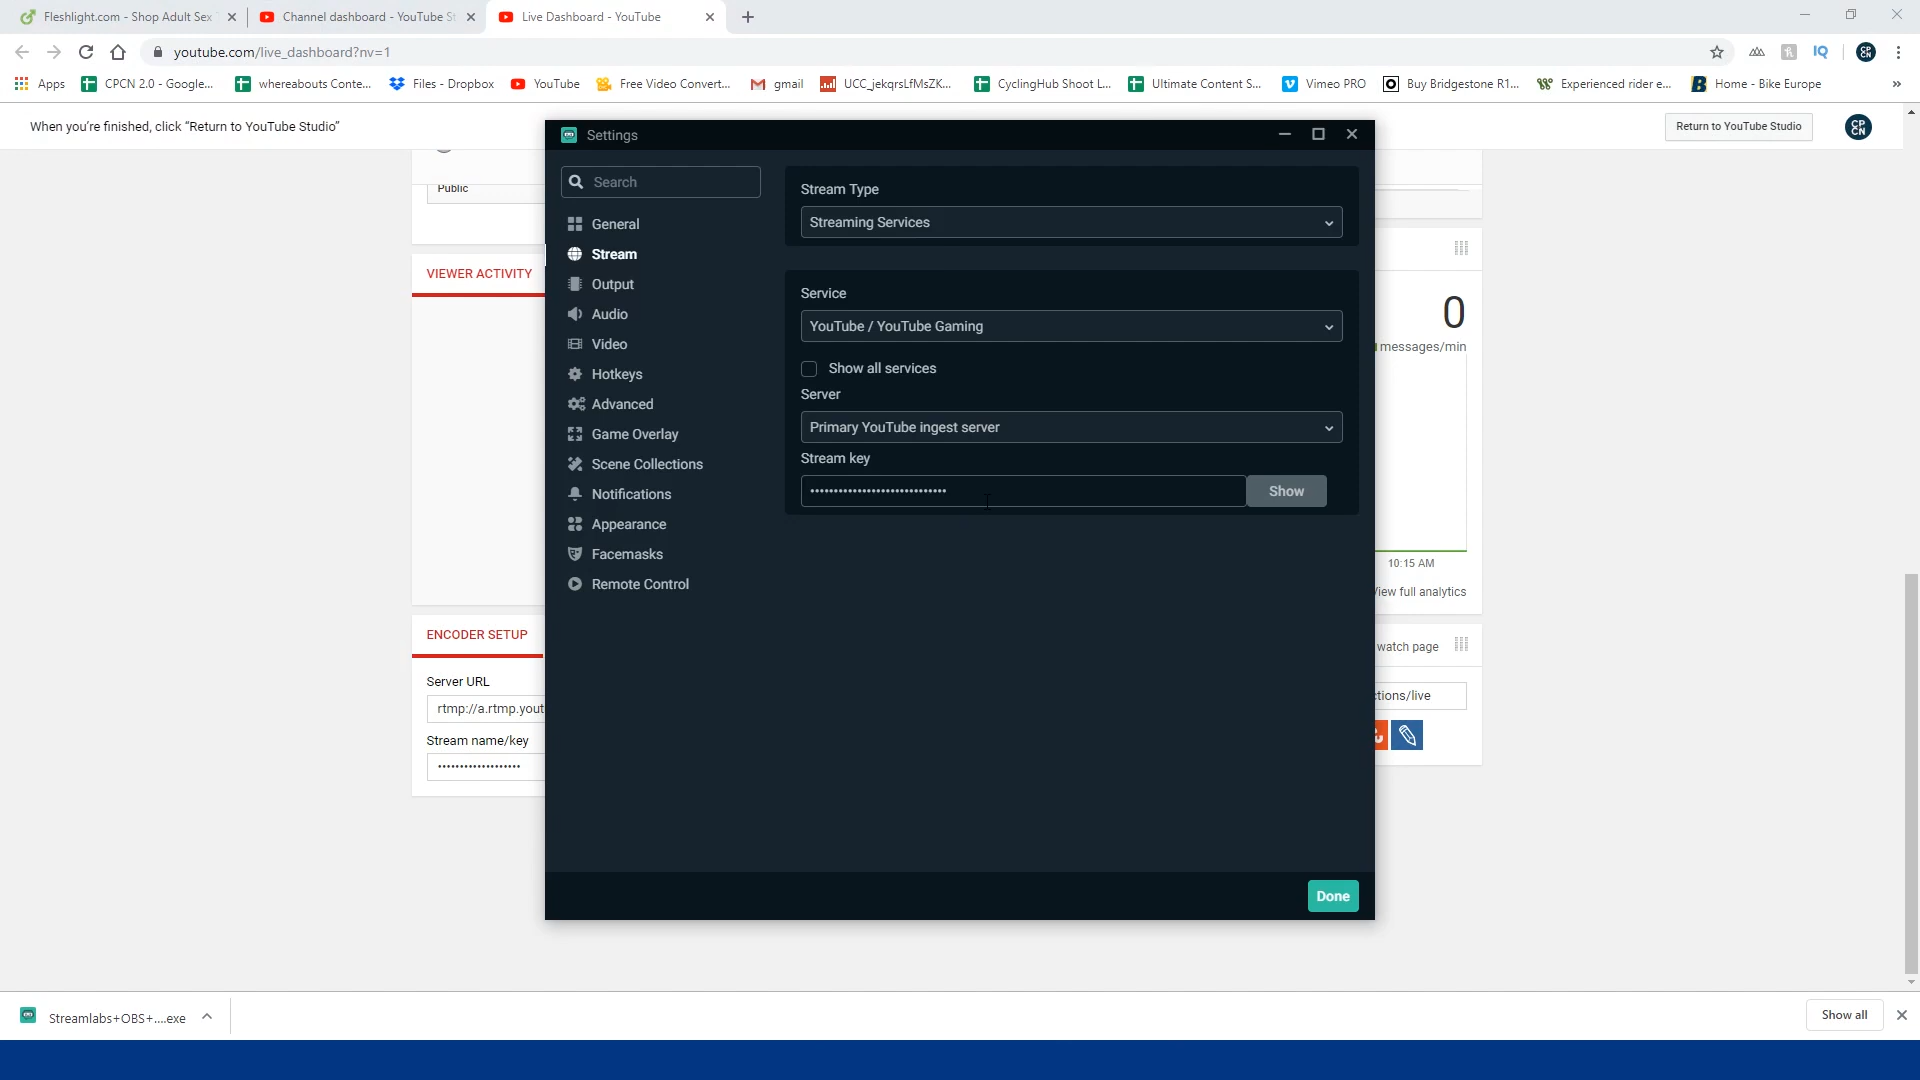 Fleshlight.com - Shop Adult Sex
Channel dashboard - YouTube St
Live Dashboard - YouTube
youtube.com/live_dashboard?nv=1
Apps
CPCN 2.0 - Google...
whereabouts Conte...
Files - Dropbox
YouTube
Free Video Convert...
gmail
UCC_jekqrsLfMsZK...
CyclingHub Shoot L...
Ultimate Content S...
Vimeo PRO
Buy Bridgestone R1...
Experienced rider e...
Home - Bike Europe
»
When you're finished, click "Return to YouTube Studio"
Return to YouTube Studio
CP
CN
Public
VIEWER ACTIVITY
ENCODER SETUP
Server URL
rtmp://a.rtmp.yout
Stream name/key
•••••••••••••••••••
Settings
Search
General
Stream
Output
Audio
Video
Hotkeys
Advanced
Game Overlay
Scene Collections
Notifications
Appearance
Facemasks
Remote Control
Stream Type
Streaming Services
Service
YouTube / YouTube Gaming
Show all services
Server
Primary YouTube ingest server
Stream key
•••••••••••••••••••••••••••••
Show
Done
0
messages/min
10:15 AM
View full analytics
watch page
ctions/live
Streamlabs+OBS+....exe
Show all